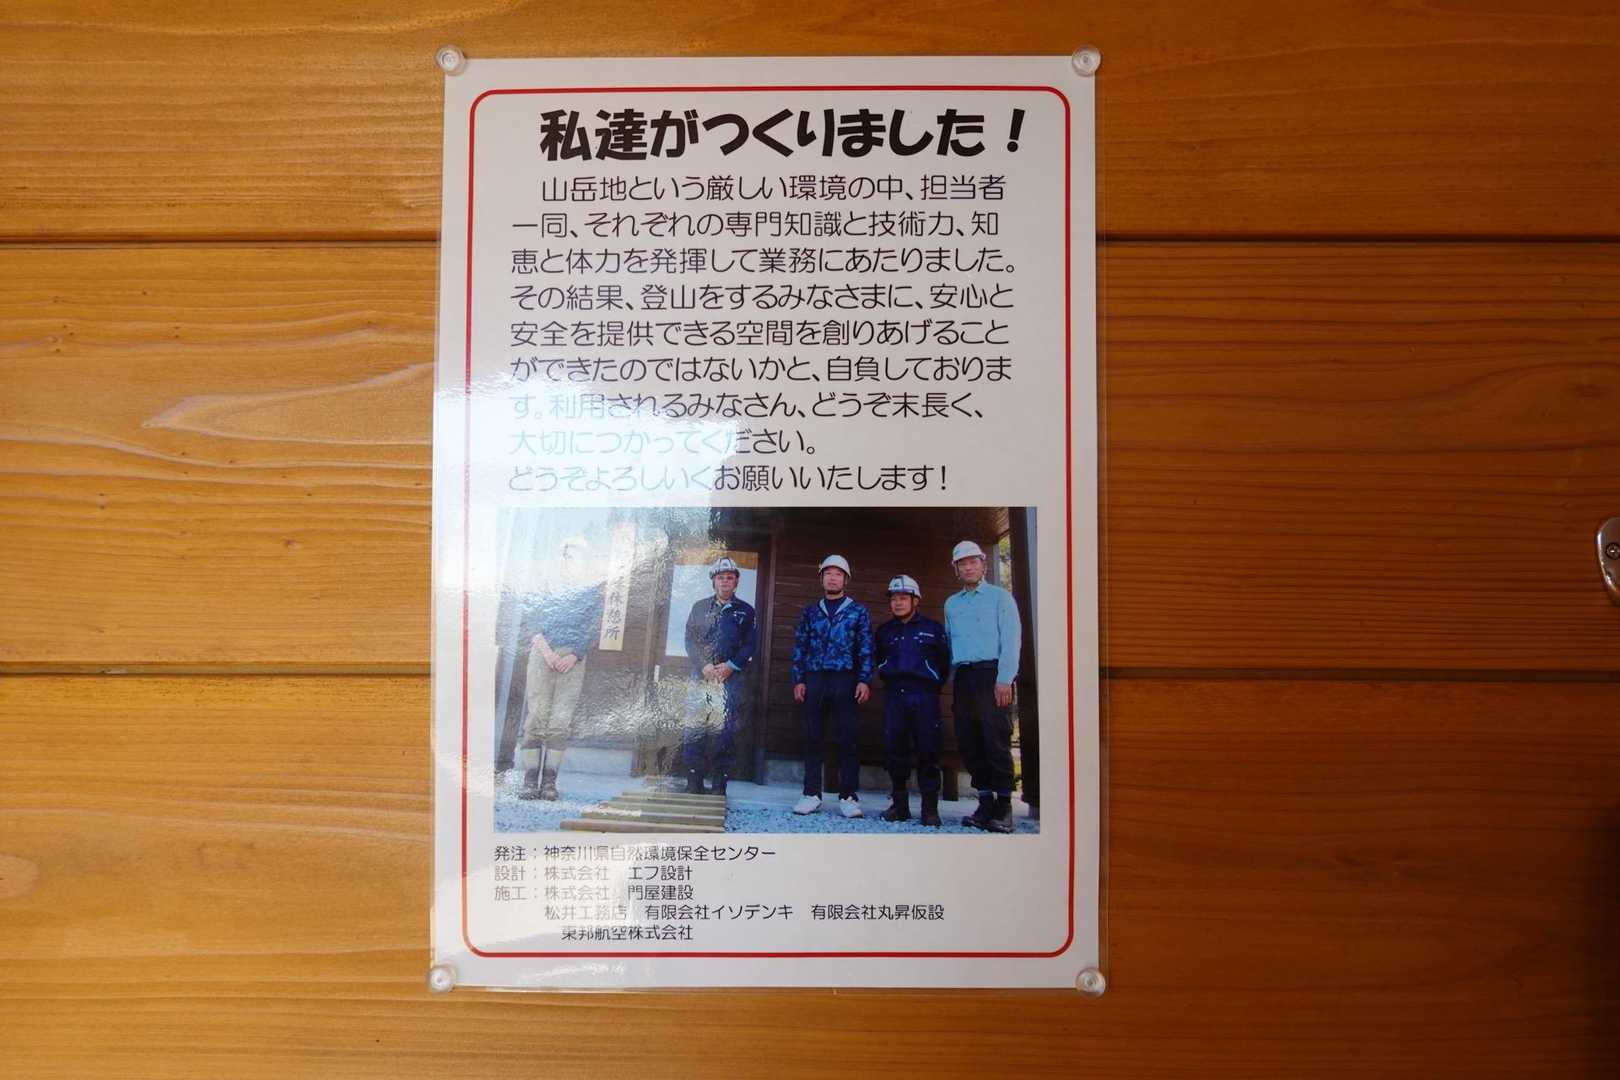 私達がつくりました！
山岳地という厳しい環境の中、担当者
一同、それぞれの専門知識と技術力、知
恵と体力を発揮して業務にあたりました。
その結果、登山をするみなさまに、安心と
安全を提供できる空間を創りあげること
ができたのではないかと、自負しておりま
す。利用されるみなさん、どうぞ末長く、
大切につかってください。
どうぞよろしいくお願いいたします！
休憩所
発注：神奈川県自然環境保全センター
設計：株式会社　エフ設計
施工：株式会社　門屋建設
松井工務店　有限会社イソデンキ　有限会社丸昇仮設
東邦航空株式会社